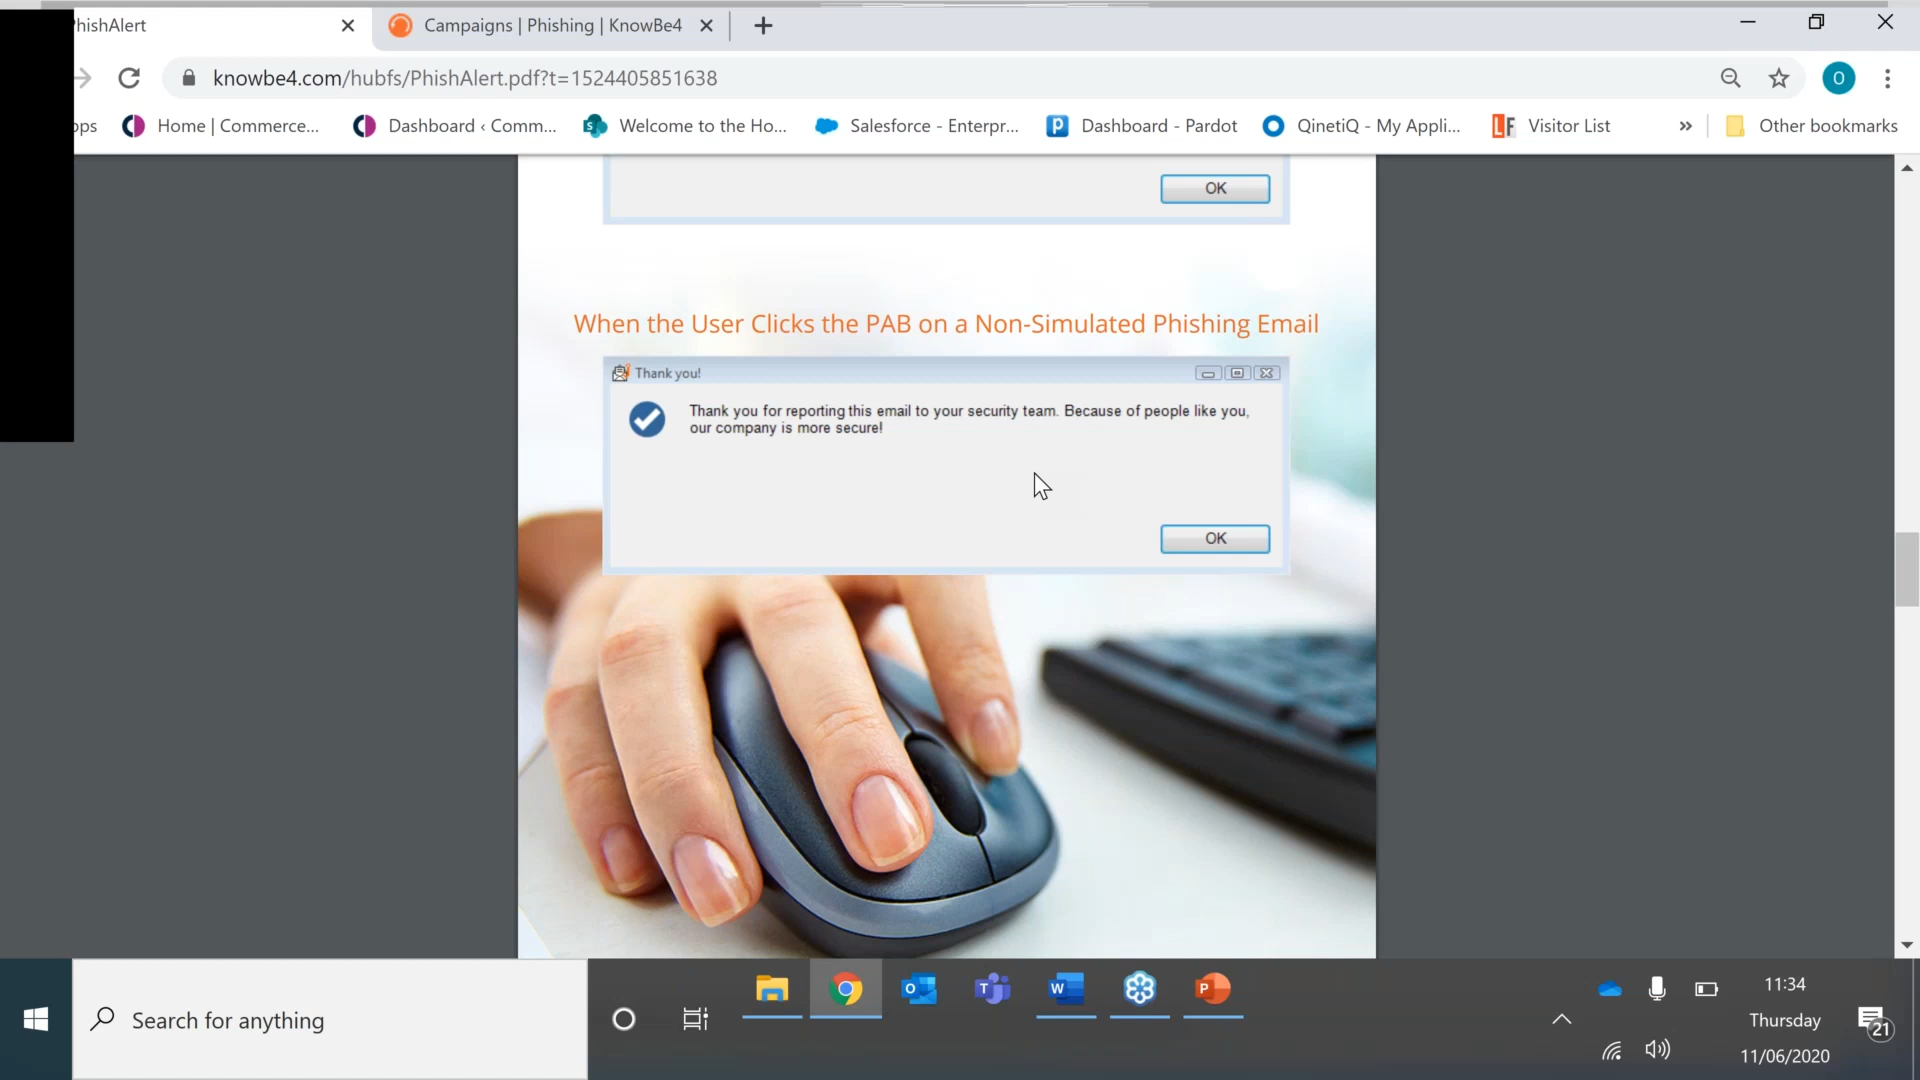 hishAlert
Campaigns | Phishing | KnowBe4
knowbe4.com/hubfs/PhishAlert.pdf?t=1524405851638
O
ps
Home | Commerce...
Dashboard ‹ Comm...
Welcome to the Ho...
Salesforce - Enterpr...
Dashboard - Pardot
QinetiQ - My Appli...
Visitor List
»
Other bookmarks
OK
When the User Clicks the PAB on a Non-Simulated Phishing Email
Thank you!
Thank you for reporting this email to your security team. Because of people like you,
our company is more secure!
OK
Search for anything
11:34
Thursday
11/06/2020
21